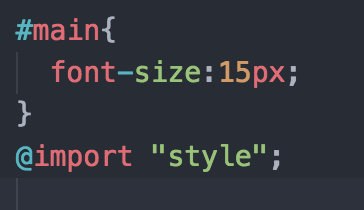 #main{
  font-size:15px;
}
@import "style";